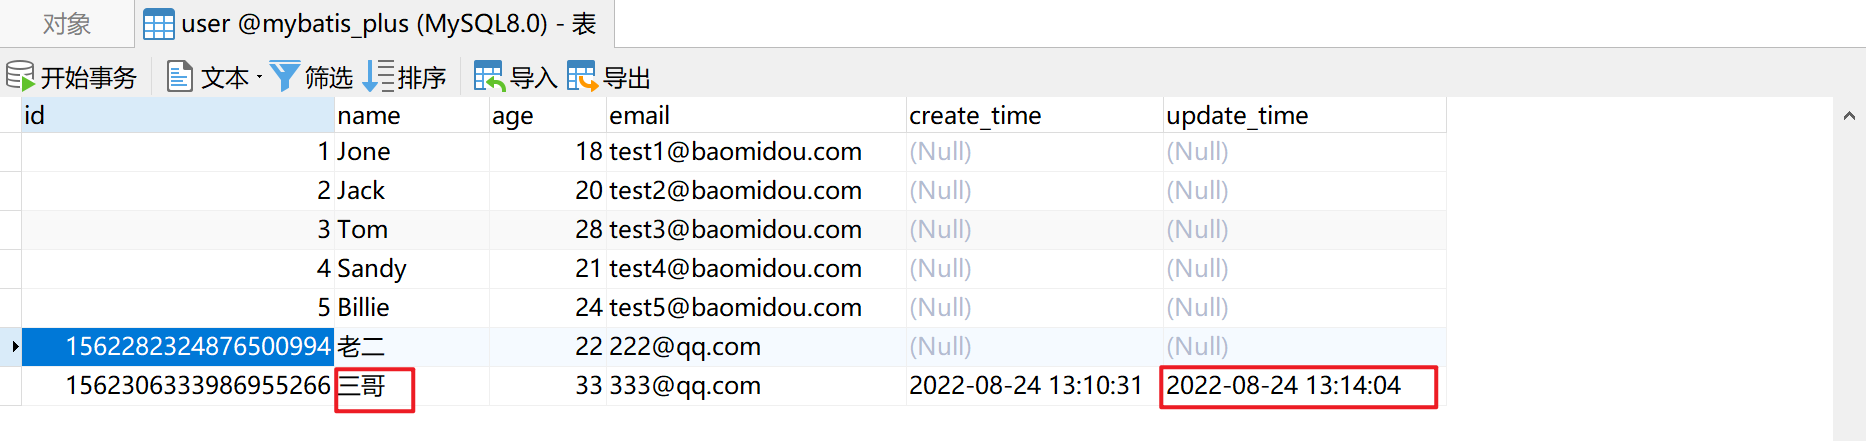 对象 user @mybatis_plus (MySQL8.0) - 表
开始事务 文本 · 筛选 排序 导入 导出
id name age email create_time update_time
1 Jone 18 test1@baomidou.com (Null) (Null)
2 Jack 20 test2@baomidou.com (Null) (Null)
3 Tom 28 test3@baomidou.com (Null) (Null)
4 Sandy 21 test4@baomidou.com (Null) (Null)
5 Billie 24 test5@baomidou.com (Null) (Null)
1562282324876500994 老二 22 222@qq.com (Null) (Null)
1562306333986955266 三哥 33 333@qq.com 2022-08-24 13:10:31 2022-08-24 13:14:04